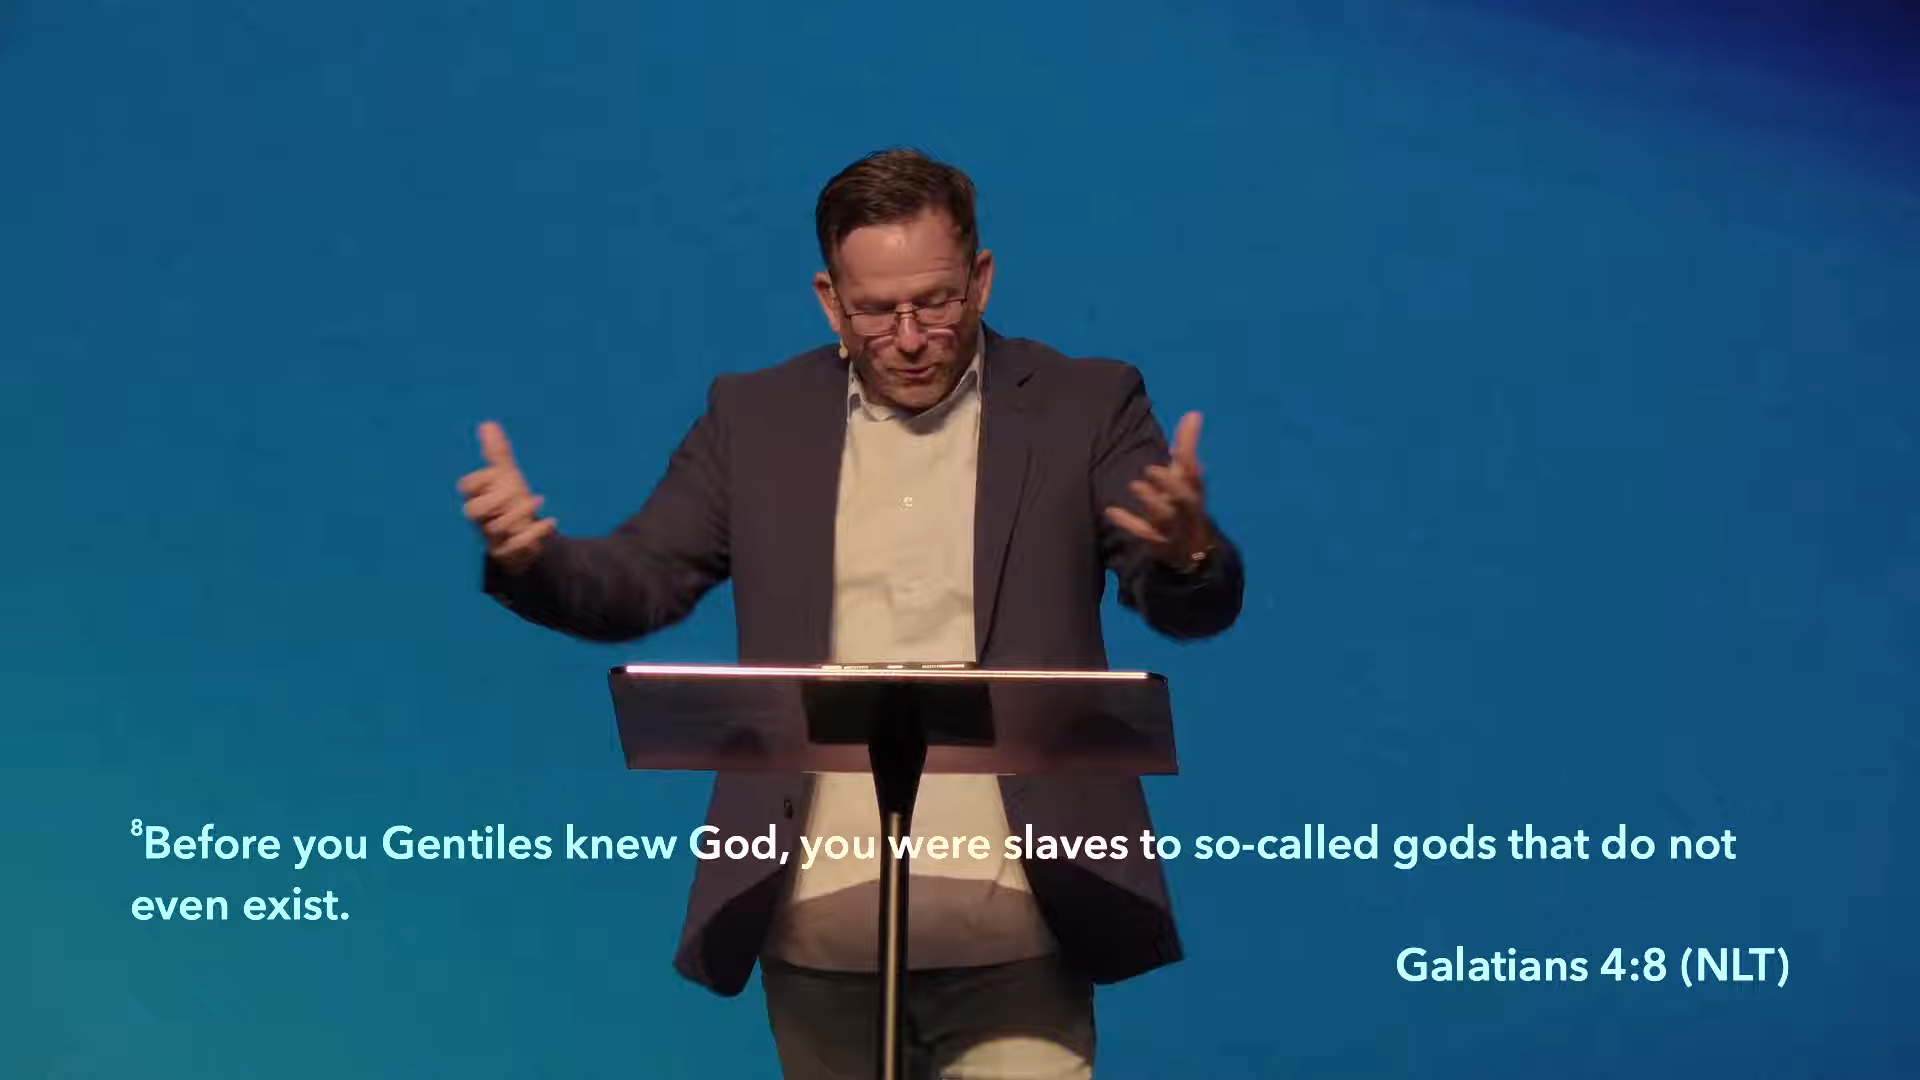 ⁸Before you Gentiles knew God, you were slaves to so-called gods that do not
even exist.
Galatians 4:8 (NLT)